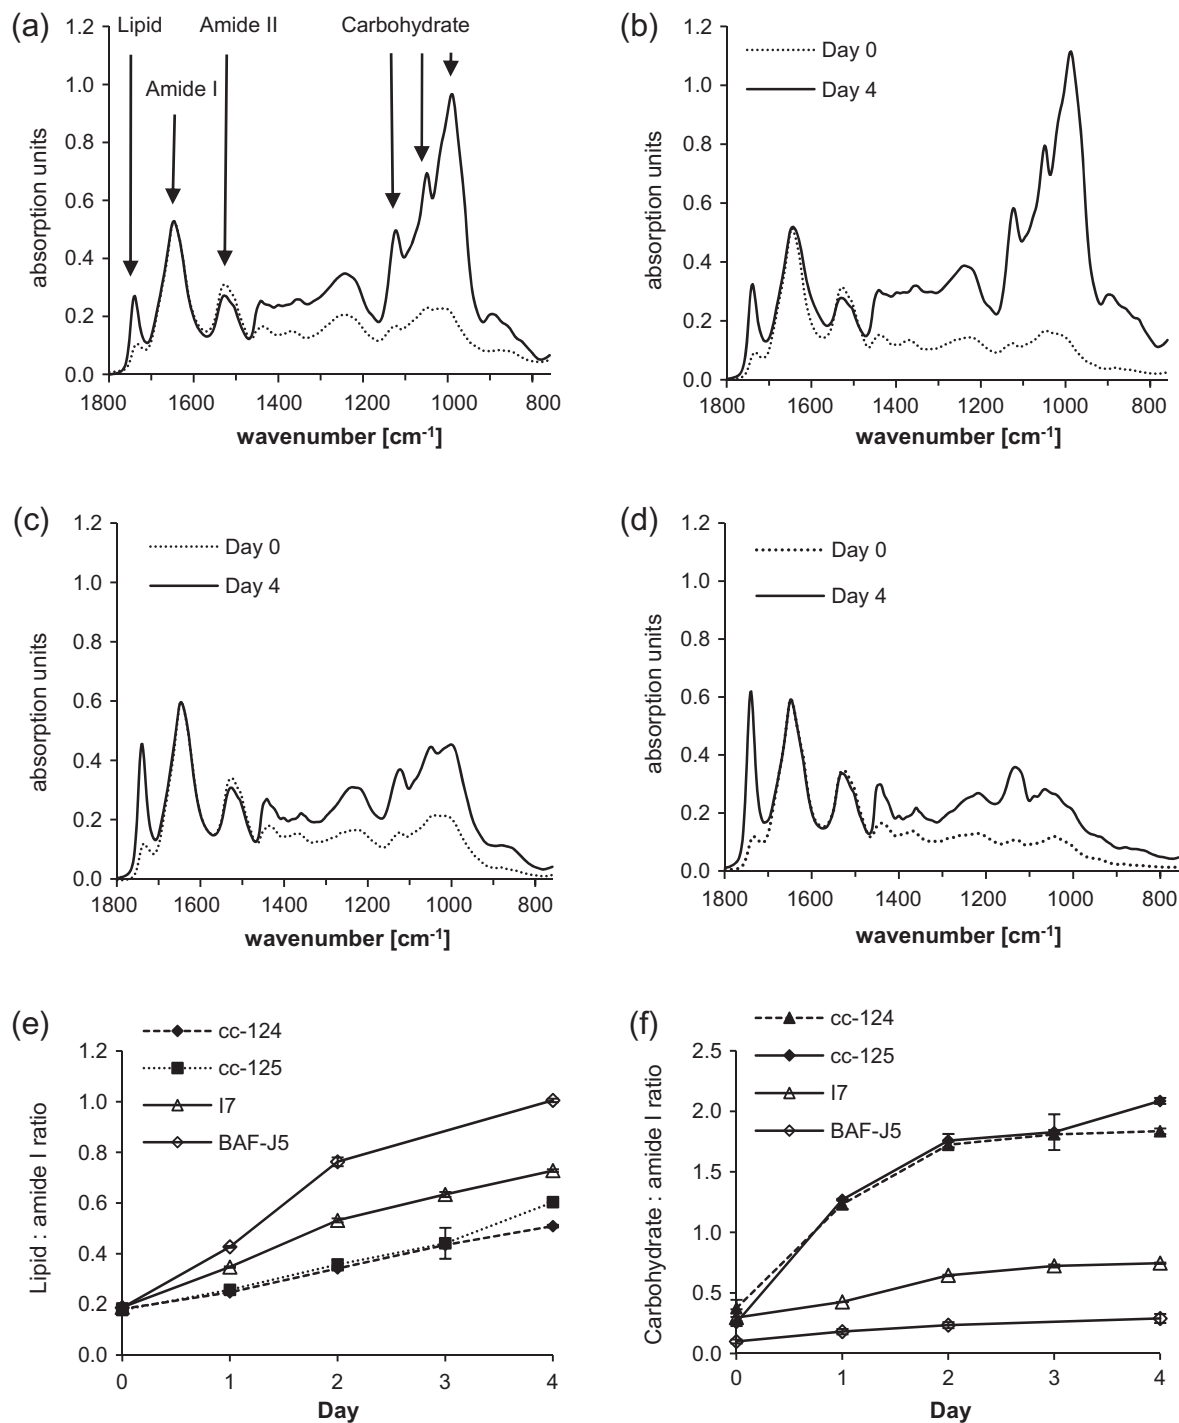 (a)
Lipid
Amide II
Carbohydrate
Amide I
1.2
1.0
0.8
0.6
0.4
0.2
0.0
absorption units
1800 1600 1400 1200 1000 800
wavenumber [cm-1]
(b)
Day 0
Day 4
1.2
1.0
0.8
0.6
0.4
0.2
0.0
absorption units
1800 1600 1400 1200 1000 800
wavenumber [cm-1]
(c)
Day 0
Day 4
1.2
1.0
0.8
0.6
0.4
0.2
0.0
absorption units
1800 1600 1400 1200 1000 800
wavenumber [cm-1]
(d)
Day 0
Day 4
1.2
1.0
0.8
0.6
0.4
0.2
0.0
absorption units
1800 1600 1400 1200 1000 800
wavenumber [cm-1]
(e)
cc-124
cc-125
I7
BAF-J5
1.2
1.0
0.8
0.6
0.4
0.2
0.0
Lipid : amide I ratio
0 1 2 3 4
Day
(f)
cc-124
cc-125
I7
BAF-J5
2.5
2.0
1.5
1.0
0.5
0.0
Carbohydrate : amide I ratio
0 1 2 3 4
Day